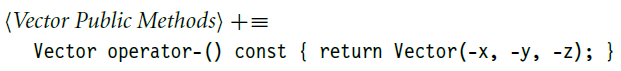 ⟨Vector Public Methods⟩ +≡
Vector operator-() const { return Vector(-x, -y, -z); }